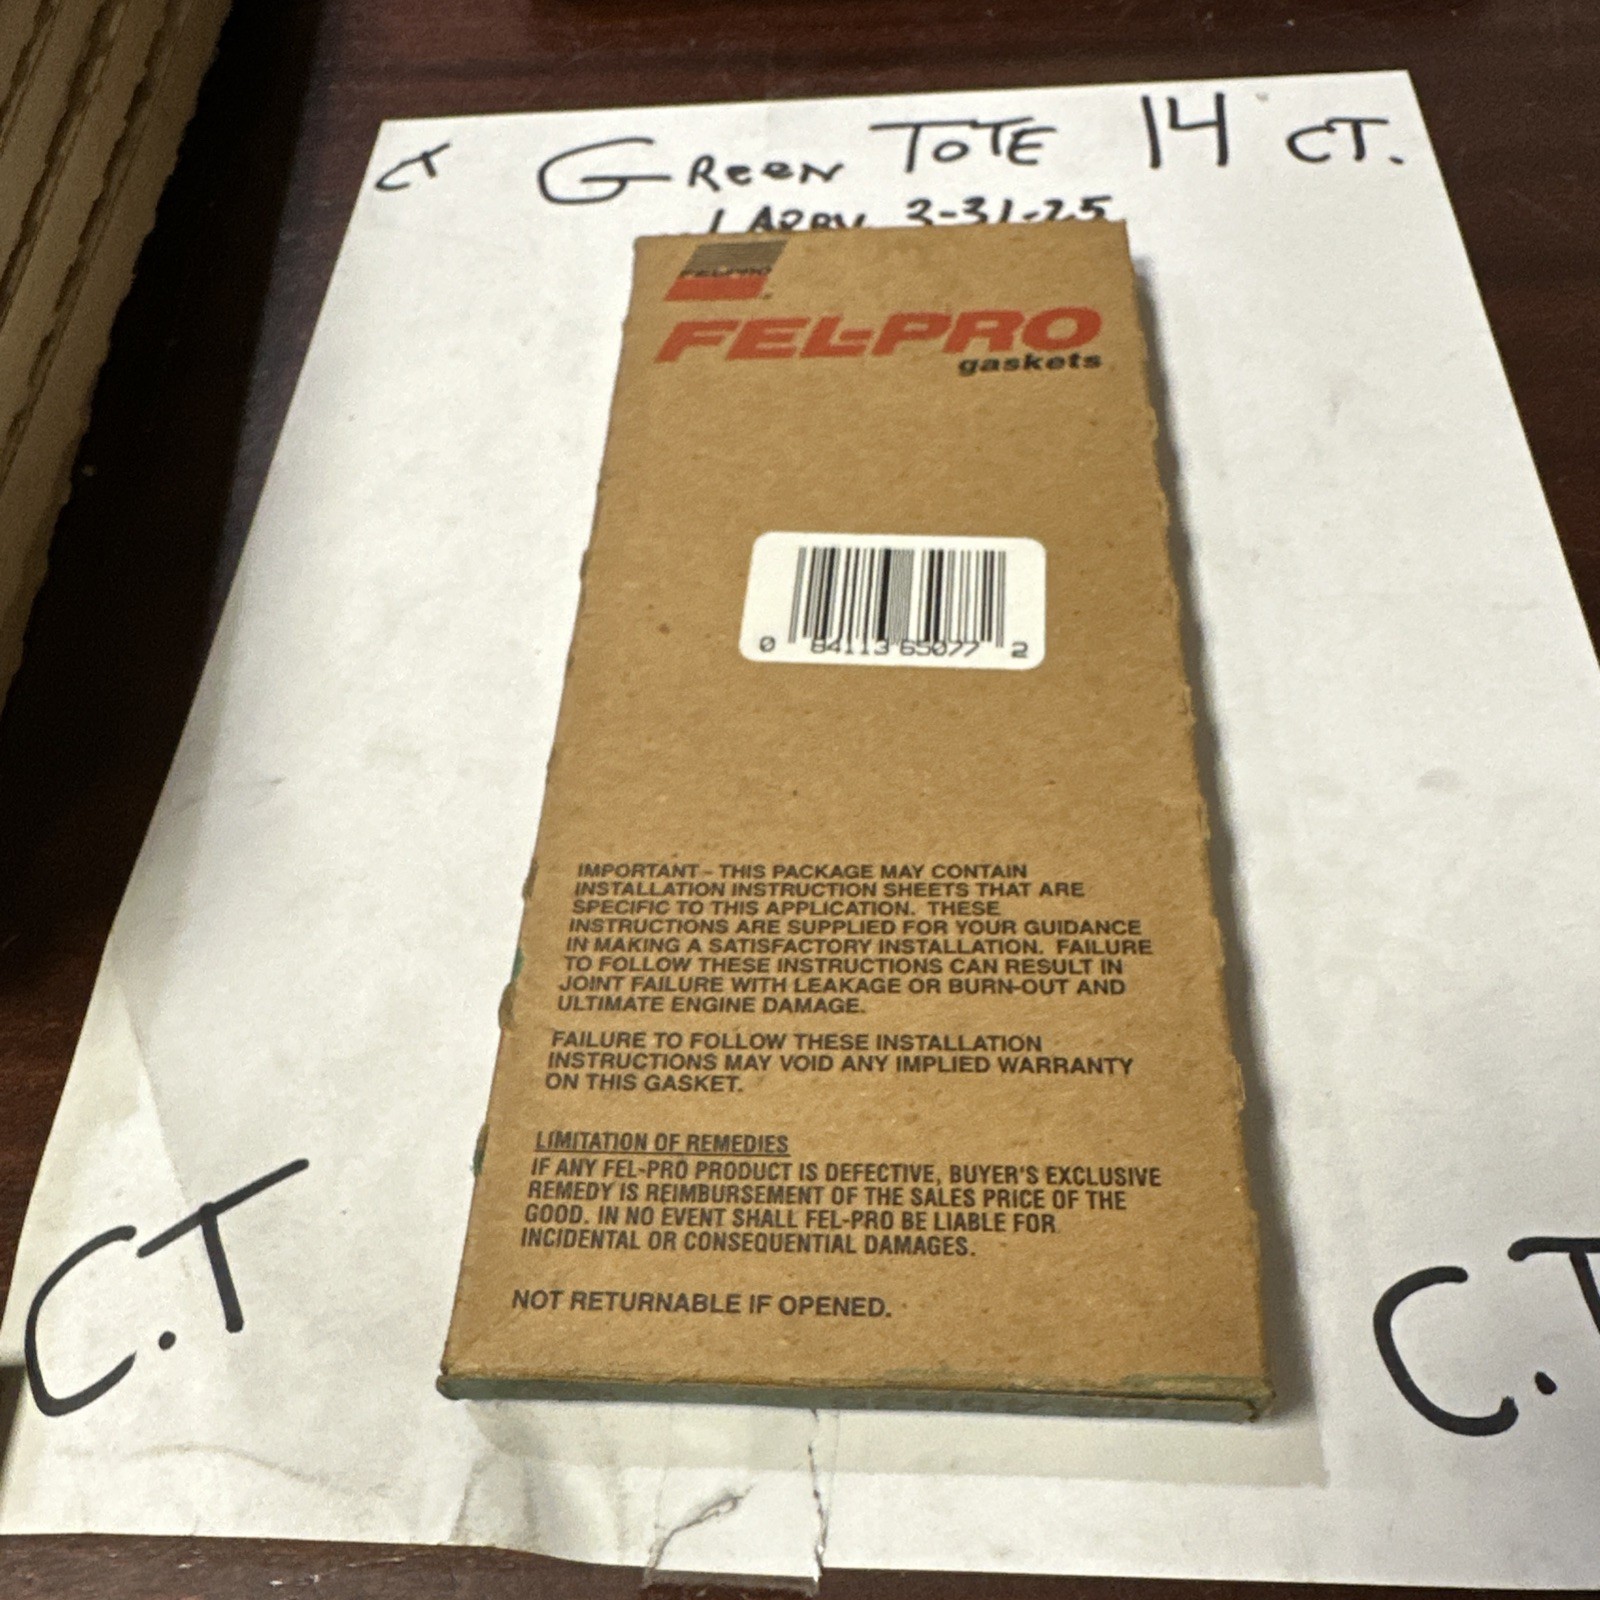 CT GREEN TOTE 14 CT.
LARRY 3-31-25
FEL-PRO
FEL-PRO
gaskets
0 84113 65077 2
IMPORTANT - THIS PACKAGE MAY CONTAIN
INSTALLATION INSTRUCTION SHEETS THAT ARE
SPECIFIC TO THIS APPLICATION. THESE
INSTRUCTIONS ARE SUPPLIED FOR YOUR GUIDANCE
IN MAKING A SATISFACTORY INSTALLATION. FAILURE
TO FOLLOW THESE INSTRUCTIONS CAN RESULT IN
JOINT FAILURE WITH LEAKAGE OR BURN-OUT AND
ULTIMATE ENGINE DAMAGE.
FAILURE TO FOLLOW THESE INSTALLATION
INSTRUCTIONS MAY VOID ANY IMPLIED WARRANTY
ON THIS GASKET.
LIMITATION OF REMEDIES
IF ANY FEL-PRO PRODUCT IS DEFECTIVE, BUYER'S EXCLUSIVE
REMEDY IS REIMBURSEMENT OF THE SALES PRICE OF THE
GOOD. IN NO EVENT SHALL FEL-PRO BE LIABLE FOR
INCIDENTAL OR CONSEQUENTIAL DAMAGES.
NOT RETURNABLE IF OPENED.
C.T
C.T